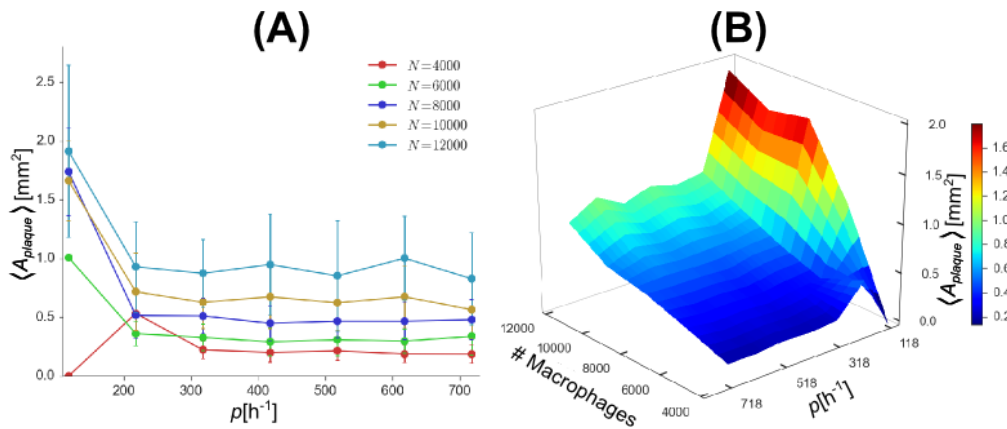 (A)
⟨A_plaque⟩ [mm²]
2.5
2.0
1.5
1.0
0.5
0.0
N=4000
N=6000
N=8000
N=10000
N=12000
100 200 300 400 500 600 700
p[h⁻¹]
(B)
12000
10000
8000
6000
4000
# Macrophages
718
518
318
118
p[h⁻¹]
2.0
1.5
1.0
0.5
0.0
⟨A_plaque⟩ [mm²]
1.6
1.4
1.2
1.0
0.8
0.6
0.4
0.2